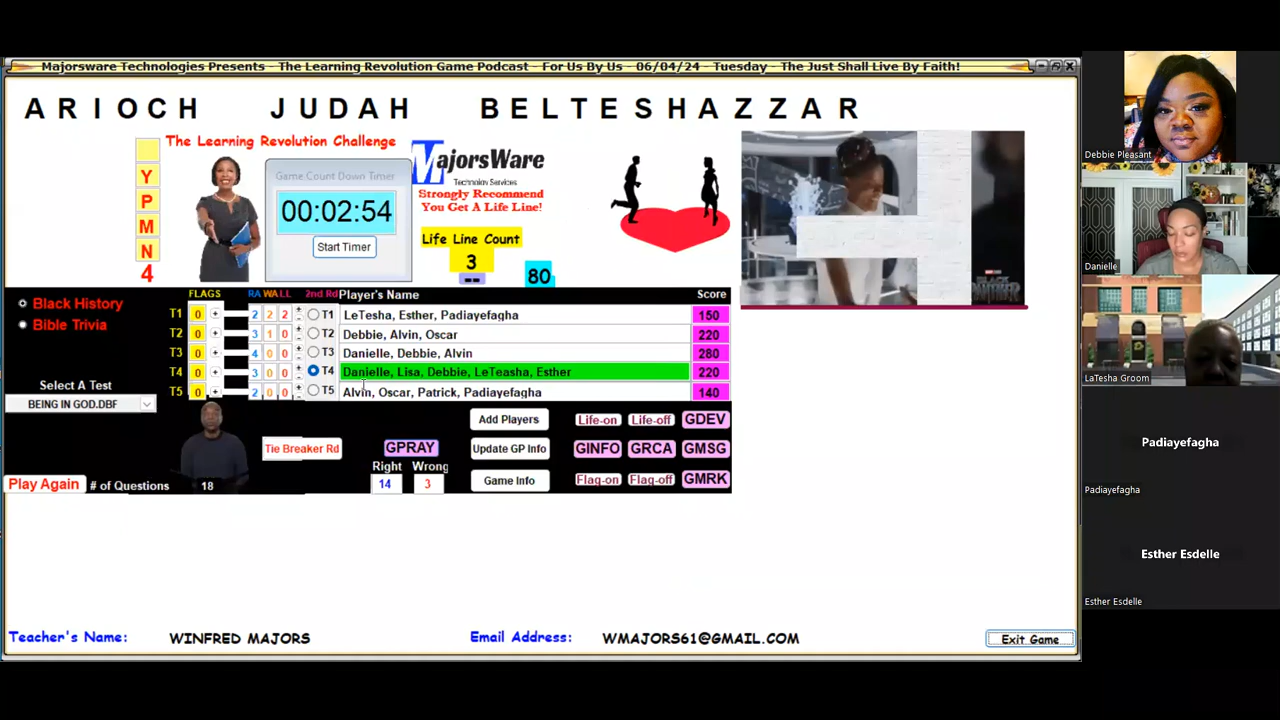 Majorsware Technologies Presents - The Learning Revolution Game Podcast - For Us By Us - 06/04/24 - Tuesday - The Just Shall Live By Faith!
ARIOCH JUDAH BELTESHAZZAR
The Learning Revolution Challenge
Y
P
M
N
4
Game Count Down Timer
00:02:54
Start Timer
MajorsWare
Technology Services
Strongly Recommend
You Get A Life Line!
Life Line Count
3
--
80
BLACK PANTHER
Black History
Bible Trivia
Select A Test
BEING IN GOD.DBF
FLAGS RA WA LL 2nd Rd Player's Name Score
T1 0 + 2 2 2 T1 LeTesha, Esther, Padiayefagha 150
T2 0 + 3 1 0 T2 Debbie, Alvin, Oscar 220
T3 0 + 4 0 0 T3 Danielle, Debbie, Alvin 280
T4 0 + 3 0 0 T4 Danielle, Lisa, Debbie, LeTeasha, Esther 220
T5 0 + 2 0 0 T5 Alvin, Oscar, Patrick, Padiayefagha 140
Tie Breaker Rd
GPRAY
Right Wrong
14 3
Add Players
Update GP Info
Game Info
Life-on Life-off GDEV
GINFO GRCA GMSG
Flag-on Flag-off GMRK
Play Again # of Questions 18
Teacher's Name: WINFRED MAJORS Email Address: WMAJORS61@GMAIL.COM Exit Game
Debbie Pleasant
Danielle
LaTesha Groom
Padiayefagha
Padiayefagha
Esther Esdelle
Esther Esdelle